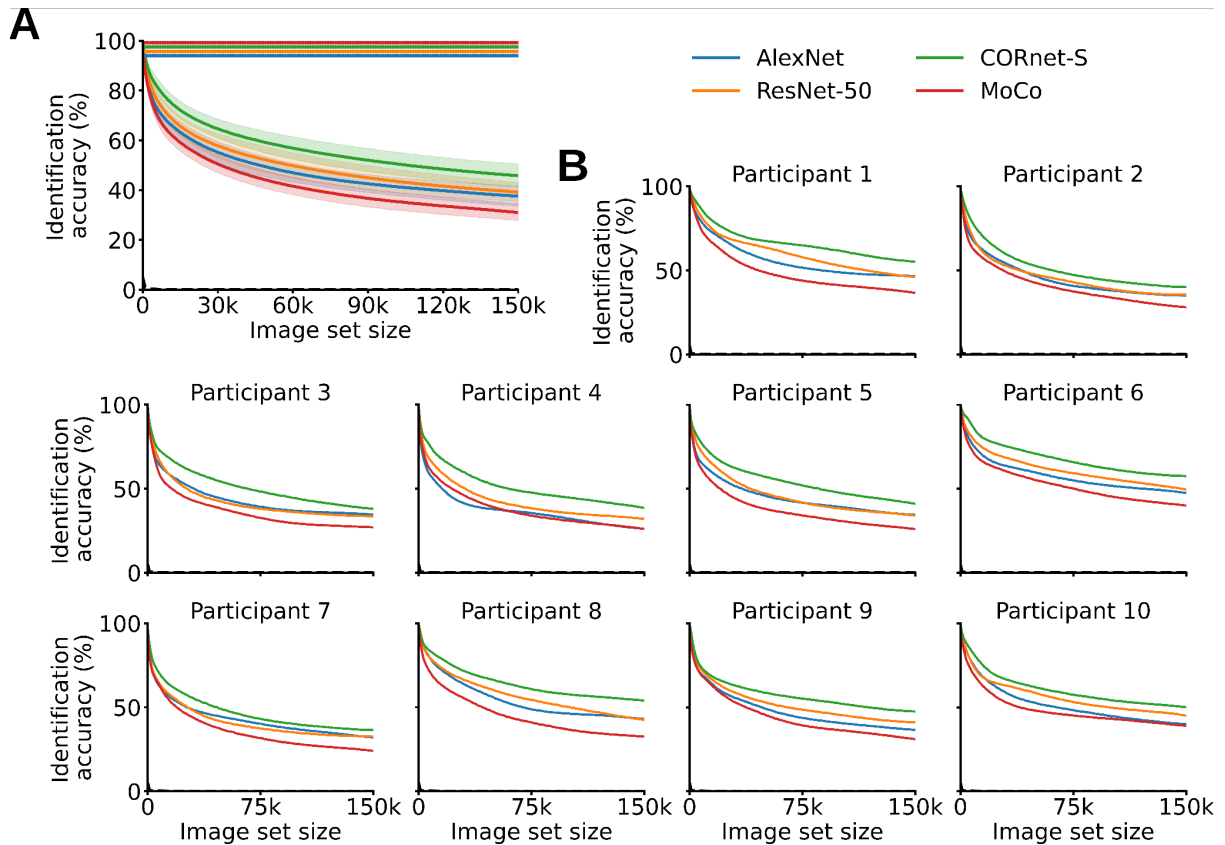 A
100
80
60
40
20
0
Identification
accuracy (%)
0 30k 60k 90k 120k 150k
Image set size
AlexNet
ResNet-50
CORnet-S
MoCo
B
Participant 1
Participant 2
100
50
0
Identification
accuracy (%)
Participant 3
Participant 4
Participant 5
Participant 6
100
50
0
Identification
accuracy (%)
Participant 7
Participant 8
Participant 9
Participant 10
100
50
0
Identification
accuracy (%)
0 75k 150k
0 75k 150k
0 75k 150k
0 75k 150k
Image set size
Image set size
Image set size
Image set size